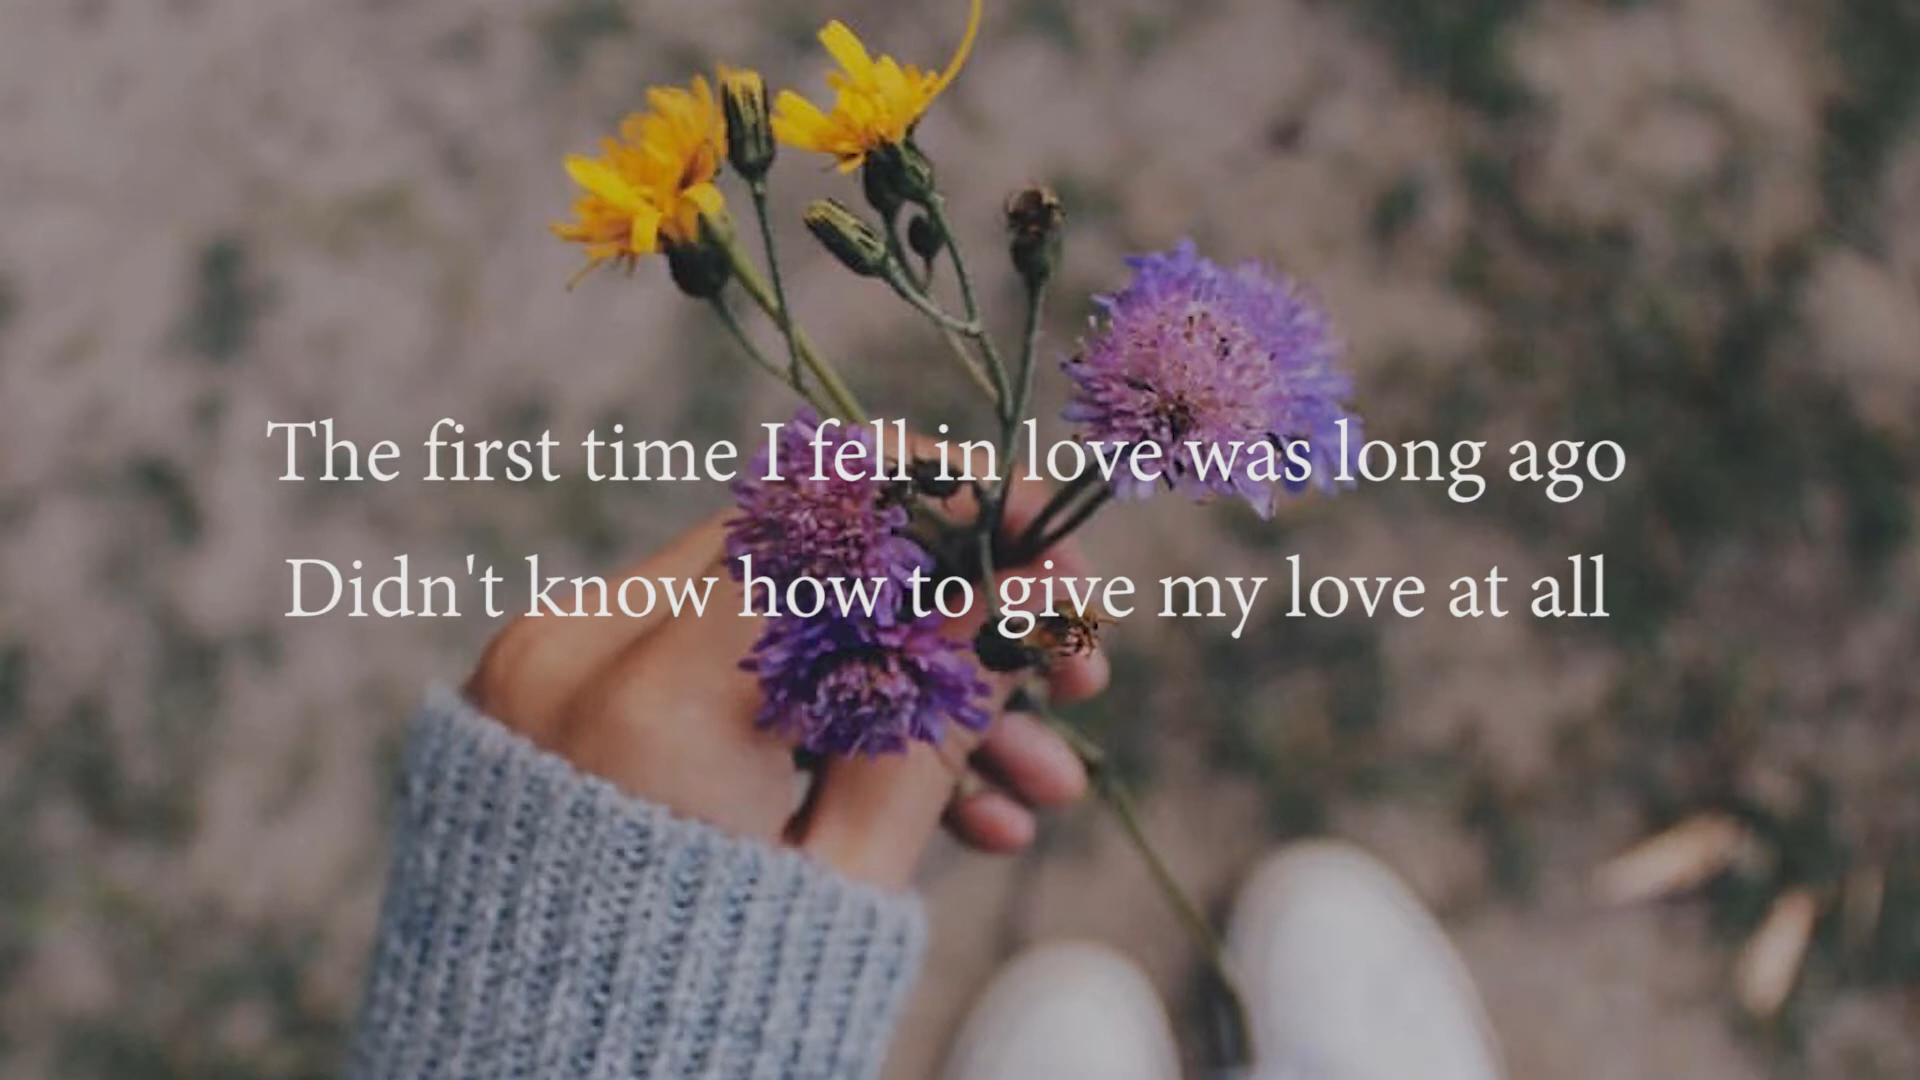 The first time I fell in love was long ago
Didn't know how to give my love at all